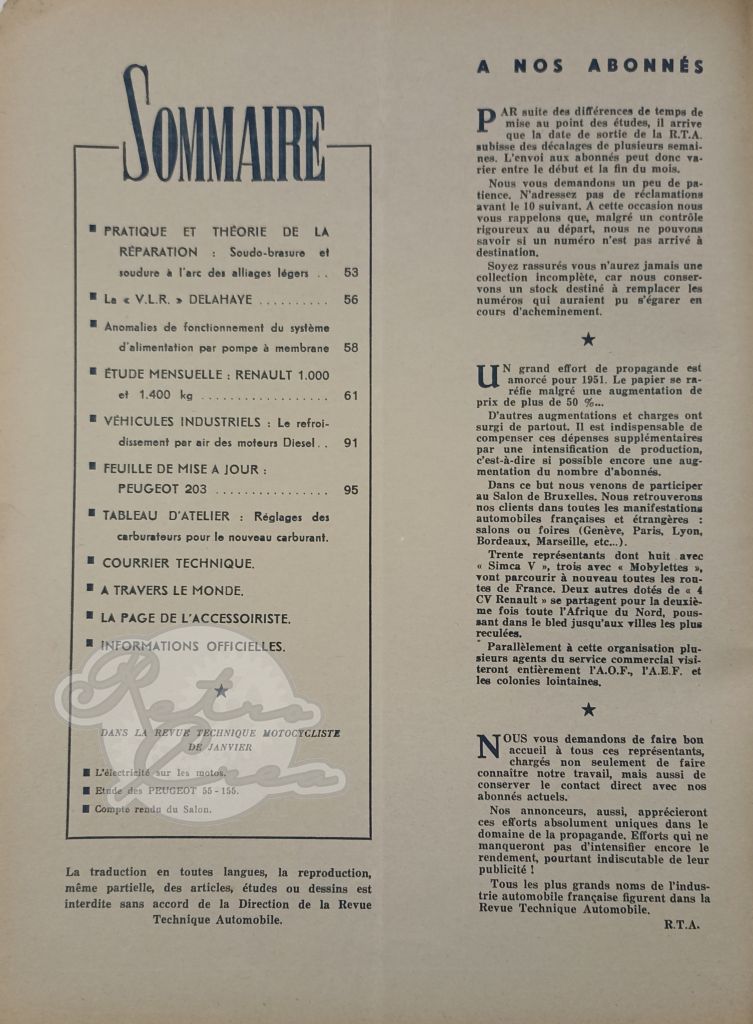 SOMMAIRE
■ PRATIQUE ET THÉORIE DE LA
RÉPARATION : Soudo-brasure et
soudure à l'arc des alliages légers .. 53
■ La « V.L.R. » DELAHAYE .......... 56
■ Anomalies de fonctionnement du système
d'alimentation par pompe à membrane 58
■ ÉTUDE MENSUELLE : RENAULT 1.000
et 1.400 kg .................. 61
■ VÉHICULES INDUSTRIELS : Le refroi-
dissement par air des moteurs Diesel .. 91
■ FEUILLE DE MISE A JOUR :
PEUGEOT 203 ................ 95
■ TABLEAU D'ATELIER : Réglages des
carburateurs pour le nouveau carburant.
■ COURRIER TECHNIQUE.
■ A TRAVERS LE MONDE.
■ LA PAGE DE L'ACCESSOIRISTE.
■ INFORMATIONS OFFICIELLES.
★
DANS LA REVUE TECHNIQUE MOTOCYCLISTE
DE JANVIER
■ L'électricité sur les motos.
■ Etude des PEUGEOT 55 - 155.
■ Compte rendu du Salon.
Retro
Crea
La traduction en toutes langues, la reproduction,
même partielle, des articles, études ou dessins est
interdite sans accord de la Direction de la Revue
Technique Automobile.
A NOS ABONNÉS
PAR suite des différences de temps de
mise au point des études, il arrive
que la date de sortie de la R.T.A.
subisse des décalages de plusieurs semai-
nes. L'envoi aux abonnés peut donc va-
rier entre le début et la fin du mois.
Nous vous demandons un peu de pa-
tience. N'adressez pas de réclamations
avant le 10 suivant. A cette occasion nous
vous rappelons que, malgré un contrôle
rigoureux au départ, nous ne pouvons
savoir si un numéro n'est pas arrivé à
destination.
Soyez rassurés vous n'aurez jamais une
collection incomplète, car nous conser-
vons un stock destiné à remplacer les
numéros qui auraient pu s'égarer en
cours d'acheminement.
★
UN grand effort de propagande est
amorcé pour 1951. Le papier se ra-
réfie malgré une augmentation de
prix de plus de 50 %...
D'autres augmentations et charges ont
surgi de partout. Il est indispensable de
compenser ces dépenses supplémentaires
par une intensification de production,
c'est-à-dire si possible encore une aug-
mentation du nombre d'abonnés.
Dans ce but nous venons de participer
au Salon de Bruxelles. Nous retrouverons
nos clients dans toutes les manifestations
automobiles françaises et étrangères :
salons ou foires (Genève, Paris, Lyon,
Bordeaux, Marseille, etc...).
Trente représentants dont huit avec
« Simca V », trois avec « Mobylettes »,
vont parcourir à nouveau toutes les rou-
tes de France. Deux autres dotés de « 4
CV Renault » se partagent pour la deuxiè-
me fois toute l'Afrique du Nord, pous-
sant dans le bled jusqu'aux villes les plus
reculées.
Parallèlement à cette organisation plu-
sieurs agents du service commercial visi-
teront entièrement l'A.O.F., l'A.E.F. et
les colonies lointaines.
★
NOUS vous demandons de faire bon
accueil à tous ces représentants,
chargés non seulement de faire
connaître notre travail, mais aussi de
conserver le contact direct avec nos
abonnés actuels.
Nos annonceurs, aussi, apprécieront
ces efforts absolument uniques dans le
domaine de la propagande. Efforts qui ne
manqueront pas d'intensifier encore le
rendement, pourtant indiscutable de leur
publicité !
Tous les plus grands noms de l'indus-
trie automobile française figurent dans la
Revue Technique Automobile.
R.T.A.